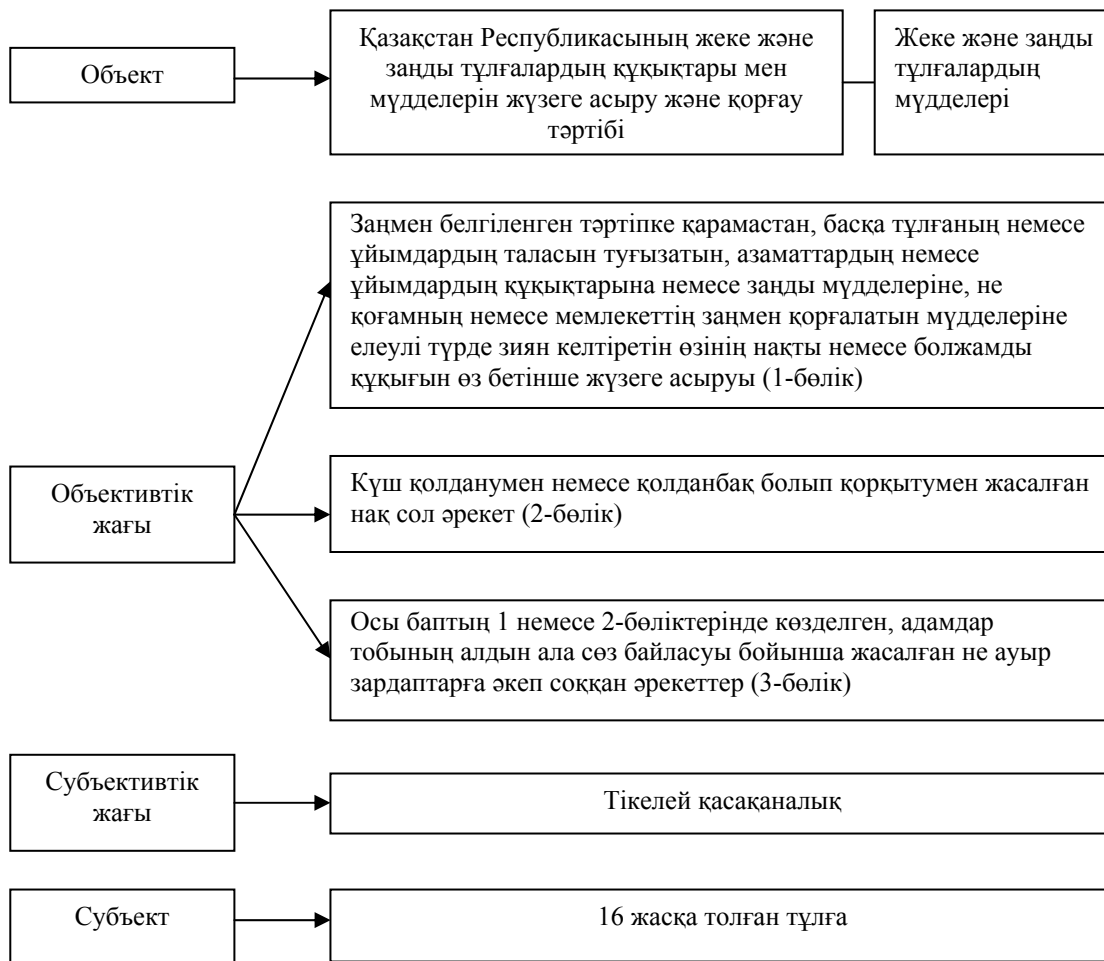 Объект
Қазақстан Республикасының жеке және
заңды тұлғалардың құқықтары мен
мүдделерін жүзеге асыру және қорғау
тәртібі
Жеке және заңды
тұлғалардың
мүдделері
Объективтік
жағы
Заңмен белгіленген тәртіпке қарамастан, басқа тұлғаның немесе
ұйымдардың таласын туғызатын, азаматтардың немесе
ұйымдардың құқықтарына немесе заңды мүдделеріне, не
қоғамның немесе мемлекеттің заңмен қорғалатын мүдделеріне
елеулі түрде зиян келтіретін өзінің нақты немесе болжамды
құқығын өз бетінше жүзеге асыруы (1-бөлік)
Күш қолданумен немесе қолданбақ болып қорқытумен жасалған
нақ сол әрекет (2-бөлік)
Осы баптың 1 немесе 2-бөліктерінде көзделген, адамдар
тобының алдын ала сөз байласуы бойынша жасалған не ауыр
зардаптарға әкеп соққан әрекеттер (3-бөлік)
Субъективтік
жағы
Тікелей қасақаналық
Субъект
16 жасқа толған тұлға